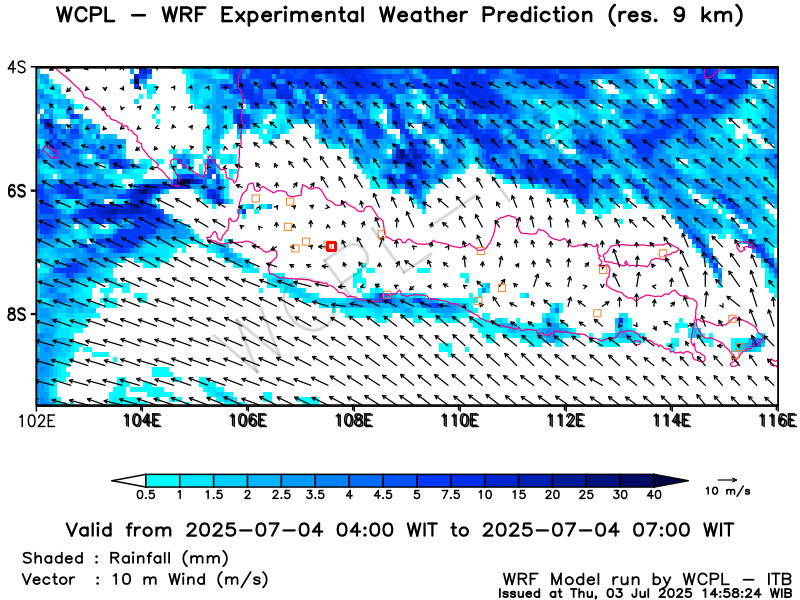 WCPL – WRF Experimental Weather Prediction (res. 9 km)
4S
6S
8S
102E 104E 106E 108E 110E 112E 114E 116E
0.5 1 1.5 2 2.5 3.5 4 4.5 5 7.5 10 15 20 25 30 40
10 m/s
Valid from 2025–07–04 04:00 WIT to 2025–07–04 07:00 WIT
Shaded : Rainfall (mm)
Vector : 10 m Wind (m/s)
WRF Model run by WCPL – ITB
Issued at Thu, 03 Jul 2025 14:58:24 WIB